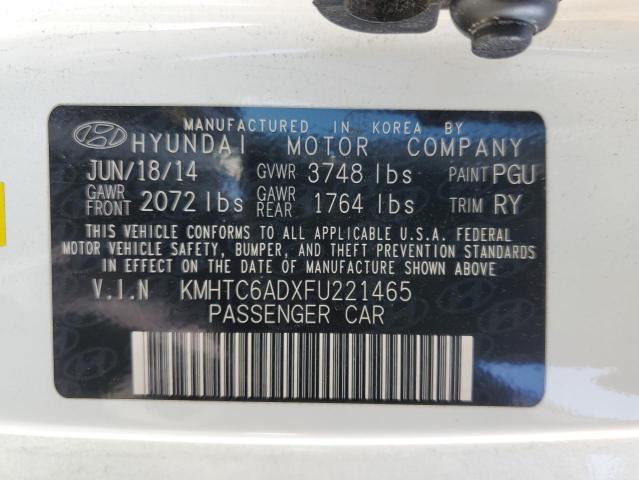 MANUFACTURED IN KOREA BY
HYUNDAI MOTOR COMPANY
JUN/18/14 GVWR 3748 lbs PAINT PGU
GAWR FRONT 2072 lbs GAWR REAR 1764 lbs TRIM RY
THIS VEHICLE CONFORMS TO ALL APPLICABLE U.S.A. FEDERAL
MOTOR VEHICLE SAFETY, BUMPER, AND THEFT PREVENTION STANDARDS
IN EFFECT ON THE DATE OF MANUFACTURE SHOWN ABOVE
V.I.N KMHTC6ADXFU221465
PASSENGER CAR